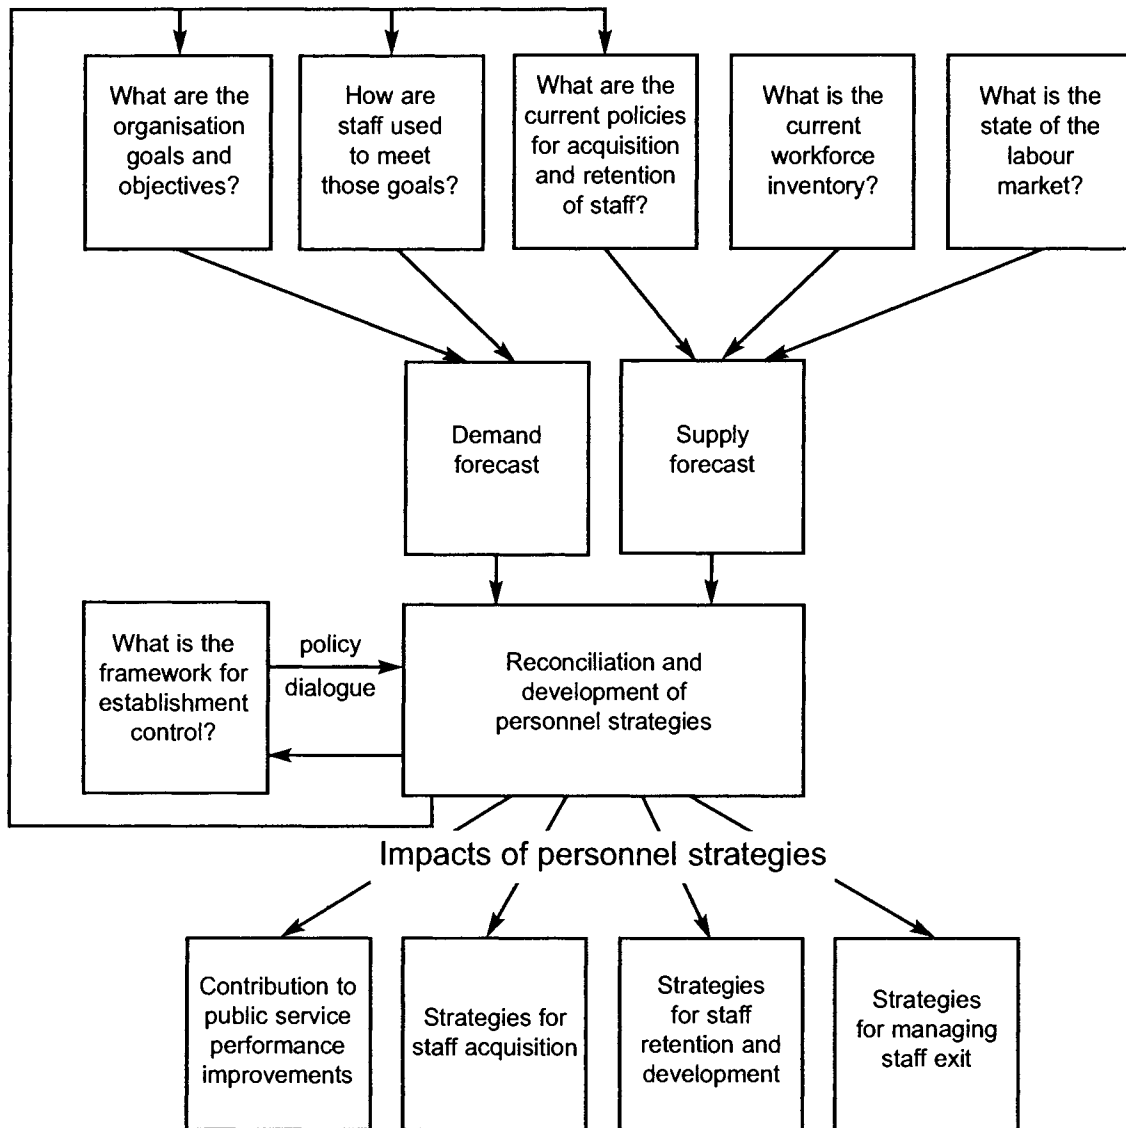 What are the
organisation
goals and
objectives?
How are
staff used
to meet
those goals?
What are the
current policies
for acquisition
and retention
of staff?
What is the
current
workforce
inventory?
What is the
state of the
labour
market?
Demand
forecast
Supply
forecast
What is the
framework for
establishment
control?
policy
dialogue
Reconciliation and
development of
personnel strategies
Impacts of personnel strategies
Contribution to
public service
performance
improvements
Strategies for
staff acquisition
Strategies
for staff
retention and
development
Strategies
for managing
staff exit